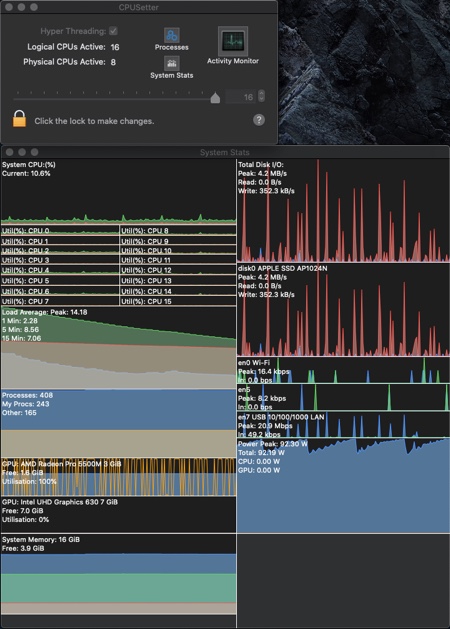 CPUSetter
Hyper Threading:
Logical CPUs Active: 16
Physical CPUs Active: 8
Processes
System Stats
Activity Monitor
16
Click the lock to make changes.
?
System Stats
System CPU:(%)
Current: 10.6%
Util(%): CPU 0
Util(%): CPU 8
Util(%): CPU 1
Util(%): CPU 9
Util(%): CPU 2
Util(%): CPU 10
Util(%): CPU 3
Util(%): CPU 11
Util(%): CPU 4
Util(%): CPU 12
Util(%): CPU 5
Util(%): CPU 13
Util(%): CPU 6
Util(%): CPU 14
Util(%): CPU 7
Util(%): CPU 15
Load Average: Peak: 14.18
1 Min: 2.28
5 Min: 8.56
15 Min: 7.06
Processes: 408
My Procs: 243
Other: 165
GPU: AMD Radeon Pro 5500M 3 GiB
Free: 1.6 GiB
Utilisation: 100%
GPU: Intel UHD Graphics 630 7 GiB
Free: 7.0 GiB
Utilisation: 0%
System Memory: 16 GiB
Free: 3.9 GiB
Total Disk I/O:
Peak: 4.2 MB/s
Read: 0.0 B/s
Write: 352.3 kB/s
disk0 APPLE SSD AP1024N
Peak: 4.2 MB/s
Read: 0.0 B/s
Write: 352.3 kB/s
en0 Wi-Fi
Peak: 16.4 kbps
In: 0.0 bps
en5
Peak: 8.2 kbps
In: 0.0 bps
en7 USB 10/100/1000 LAN
Peak: 20.9 Mbps
In: 49.2 kbps
Power Peak: 92.30 W
Total: 92.19 W
CPU: 0.00 W
GPU: 0.00 W